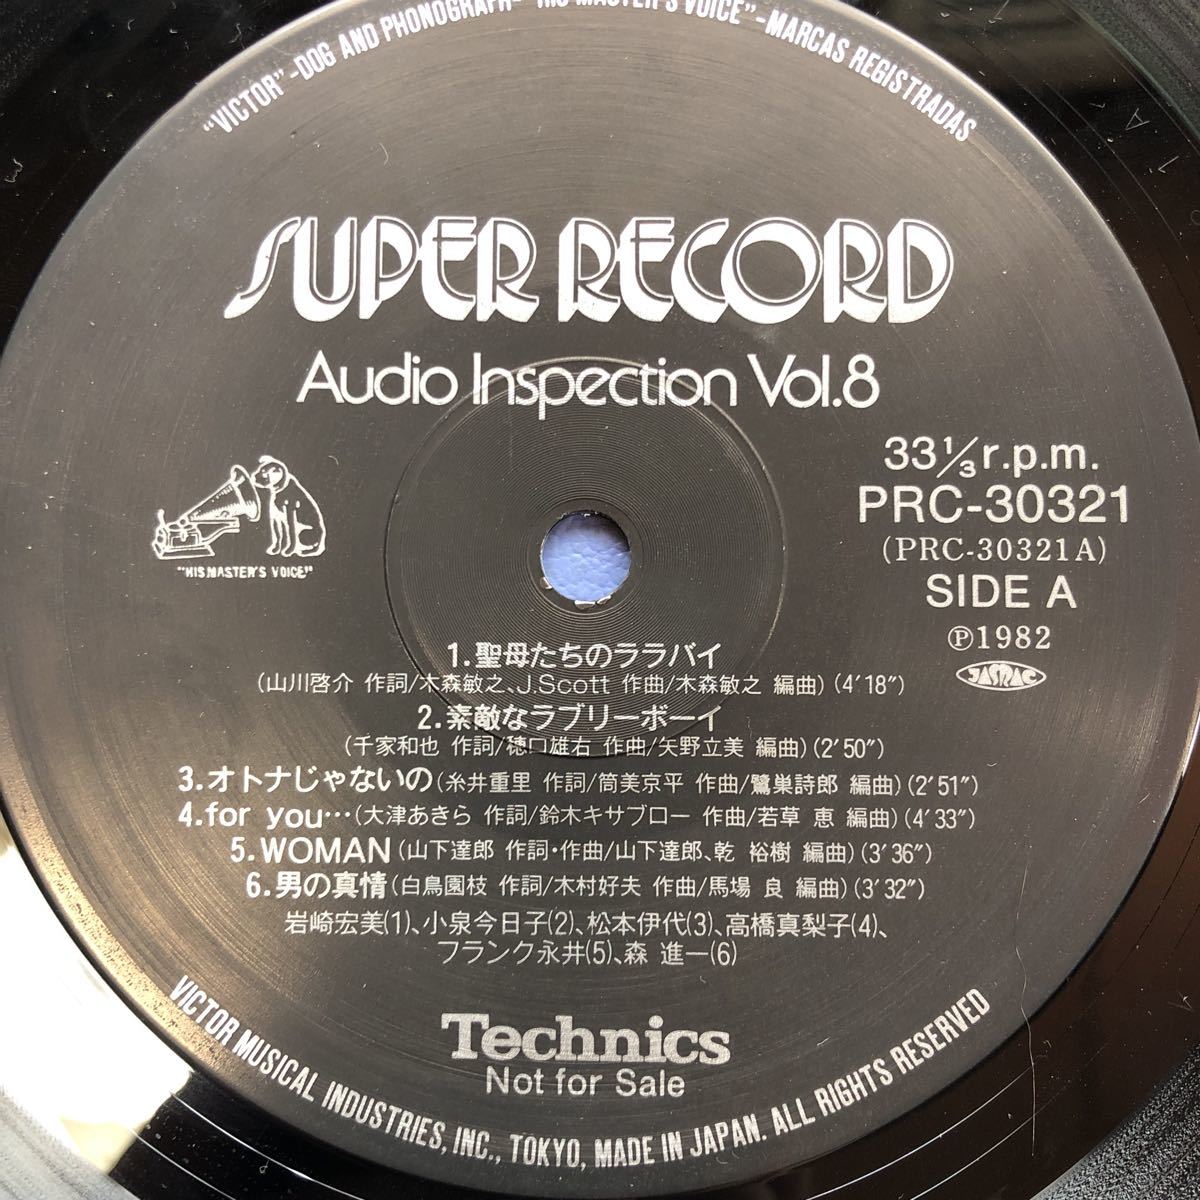 "VICTOR"-DOG AND PHONOGRAPH-"HIS MASTER'S VOICE"-MARCAS REGISTRADAS
SUPER RECORD
Audio Inspection Vol.8
33⅓r.p.m.
PRC-30321
(PRC-30321A)
SIDE A
Ⓟ1982
JASRAC
"HIS MASTER'S VOICE"
1.聖母たちのララバイ
(山川啓介 作詞/木森敏之、J.Scott 作曲/木森敏之 編曲)(4'18")
2.素敵なラブリーボーイ
(千家和也 作詞/穂口雄右 作曲/矢野立美 編曲)(2'50")
3.オトナじゃないの(糸井重里 作詞/筒美京平 作曲/鷺巣詩郎 編曲)(2'51")
4.for you…(大津あきら 作詞/鈴木キサブロー 作曲/若草 恵 編曲)(4'33")
5.WOMAN(山下達郎 作詞・作曲/山下達郎、乾 裕樹 編曲)(3'36")
6.男の真情(白鳥園枝 作詞/木村好夫 作曲/馬場 良 編曲)(3'32")
岩崎宏美(1)、小泉今日子(2)、松本伊代(3)、高橋真梨子(4)、
フランク永井(5)、森 進一(6)
Technics
Not for Sale
VICTOR MUSICAL INDUSTRIES, INC., TOKYO, MADE IN JAPAN. ALL RIGHTS RESERVED